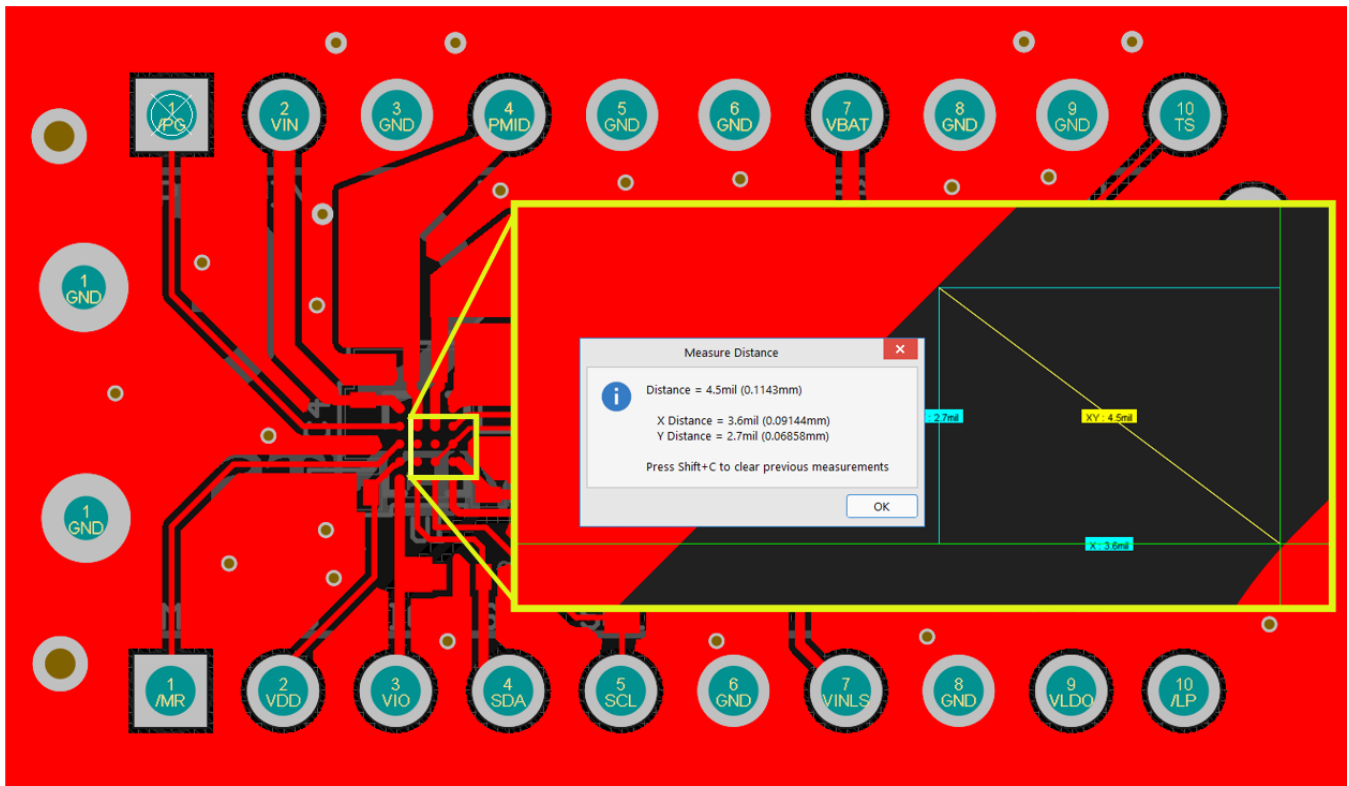 1
/PG
2
VIN
3
GND
4
PMID
5
GND
6
GND
7
VBAT
8
GND
9
GND
10
TS
1
GND
Measure Distance
Distance = 4.5mil (0.1143mm)
X Distance = 3.6mil (0.09144mm)
Y Distance = 2.7mil (0.06858mm)
Press Shift+C to clear previous measurements
OK
: 2.7mil
XY : 4.5mil
X : 3.6mil
1
GND
1
/MR
2
VDD
3
VIO
4
SDA
5
SCL
6
GND
7
VINLS
8
GND
9
VLDO
10
/LP